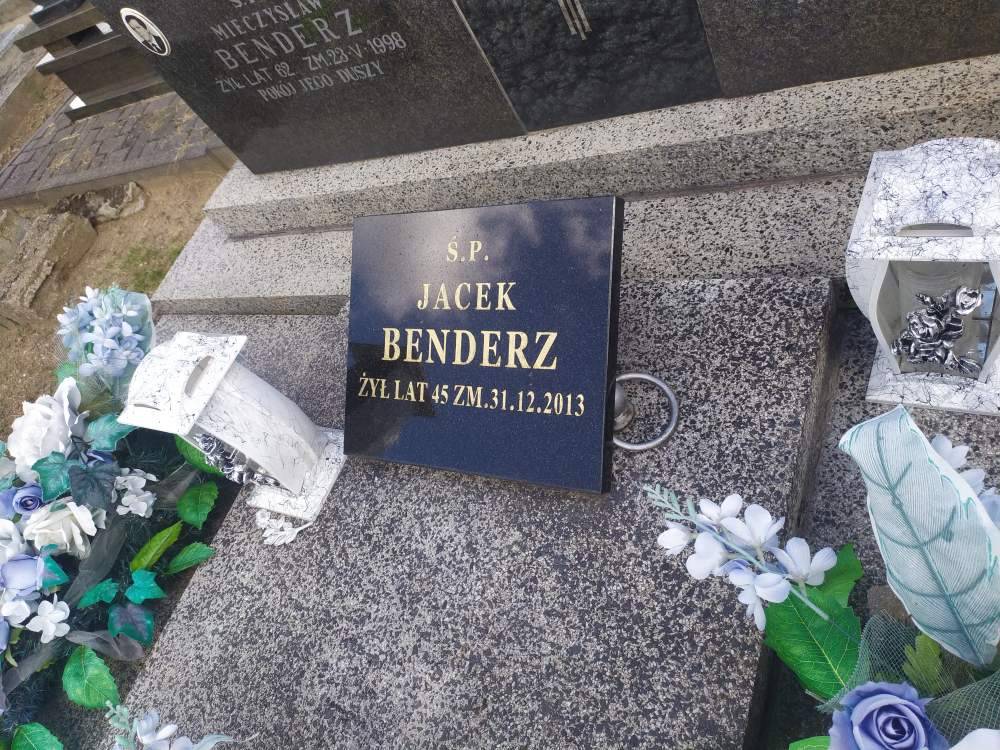 Ś.P.
MIECZYSŁAW
BENDERZ
ŻYŁ LAT 62 ZM.23.V.1998
POKÓJ JEGO DUSZY
Ś.P.
JACEK
BENDERZ
ŻYŁ LAT 45 ZM.31.12.2013